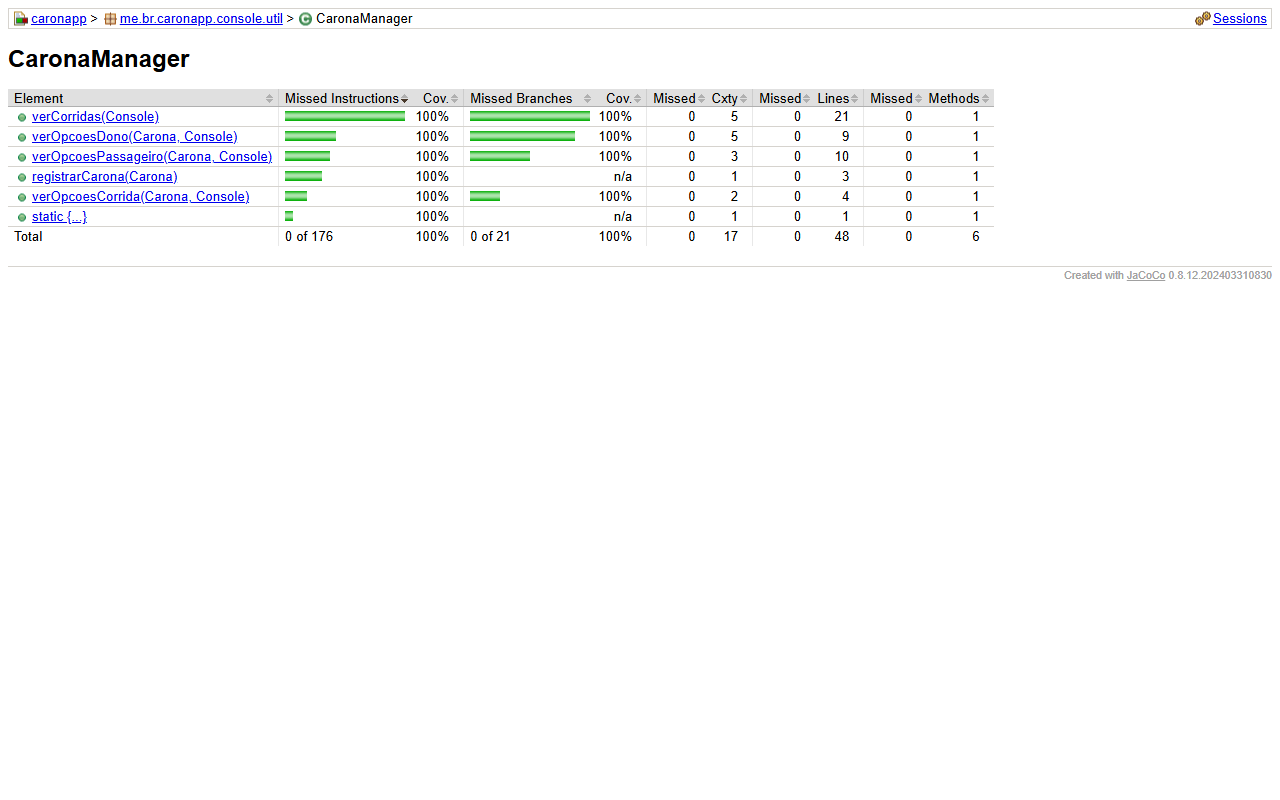 caronapp > me.br.caronapp.console.util > CaronaManager Sessions
CaronaManager
Element Missed Instructions Cov. Missed Branches Cov. Missed Cxty Missed Lines Missed Methods
verCorridas(Console) 100% 100% 0 5 0 21 0 1
verOpcoesDono(Carona, Console) 100% 100% 0 5 0 9 0 1
verOpcoesPassageiro(Carona, Console) 100% 100% 0 3 0 10 0 1
registrarCarona(Carona) 100% n/a 0 1 0 3 0 1
verOpcoesCorrida(Carona, Console) 100% 100% 0 2 0 4 0 1
static {...} 100% n/a 0 1 0 1 0 1
Total 0 of 176 100% 0 of 21 100% 0 17 0 48 0 6
Created with JaCoCo 0.8.12.202403310830